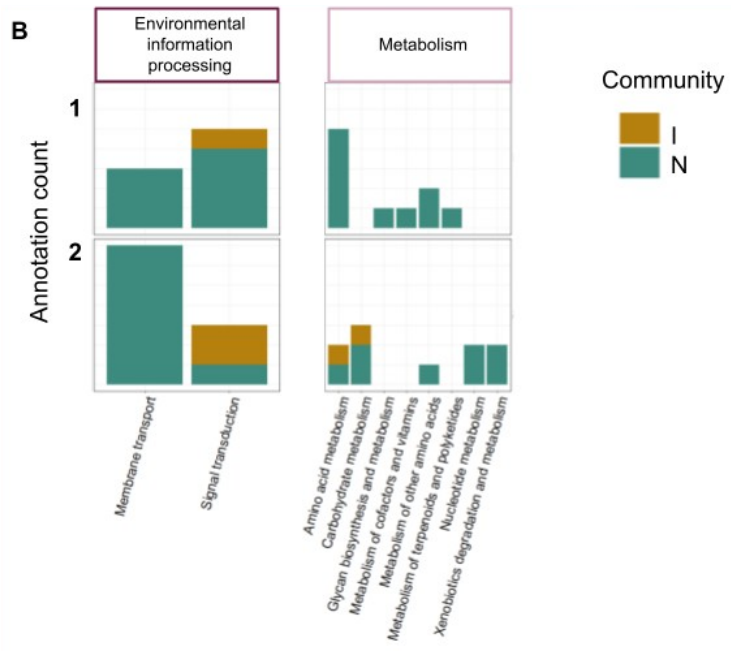 B
Environmental
information
processing
Metabolism
Community
I
N
Annotation count
1
2
Membrane transport
Signal transduction
Amino acid metabolism
Carbohydrate metabolism
Glycan biosynthesis and metabolism
Metabolism of cofactors and vitamins
Metabolism of other amino acids
Metabolism of terpenoids and polyketides
Nucleotide metabolism
Xenobiotics degradation and metabolism